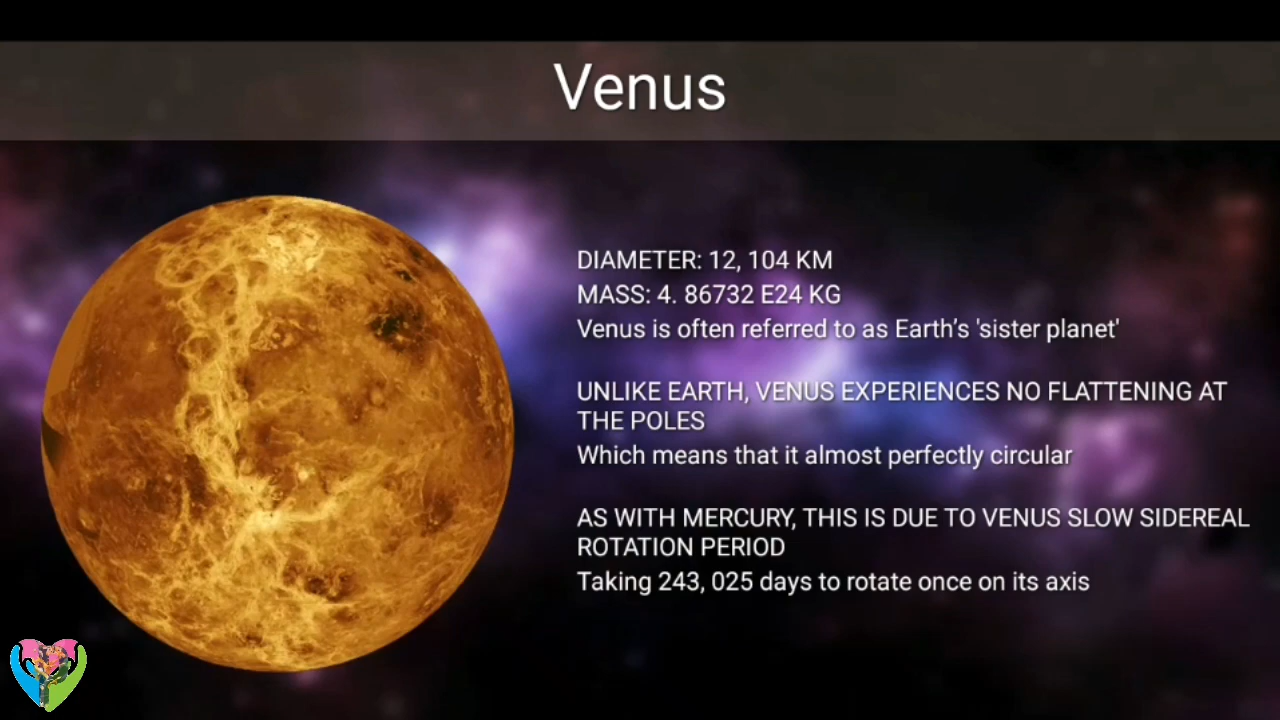 Venus
DIAMETER: 12, 104 KM
MASS: 4. 86732 E24 KG
Venus is often referred to as Earth’s 'sister planet'
UNLIKE EARTH, VENUS EXPERIENCES NO FLATTENING AT
THE POLES
Which means that it almost perfectly circular
AS WITH MERCURY, THIS IS DUE TO VENUS SLOW SIDEREAL
ROTATION PERIOD
Taking 243, 025 days to rotate once on its axis